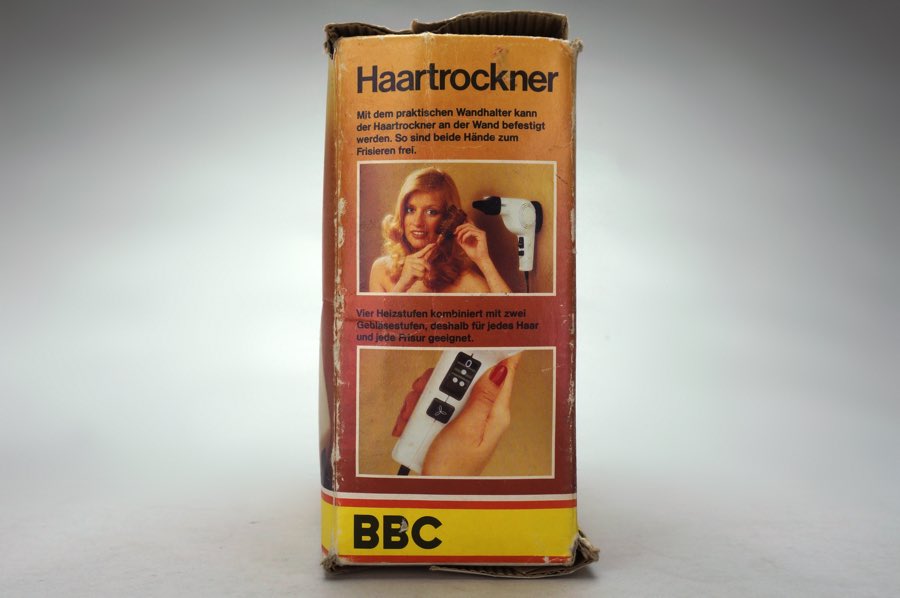 Haartrockner
Mit dem praktischen Wandhalter kann
der Haartrockner an der Wand befestigt
werden. So sind beide Hände zum
Frisieren frei.
Vier Heizstufen kombiniert mit zwei
Gebläsestufen, deshalb für jedes Haar
und jede Frisur geeignet.
0
BBC